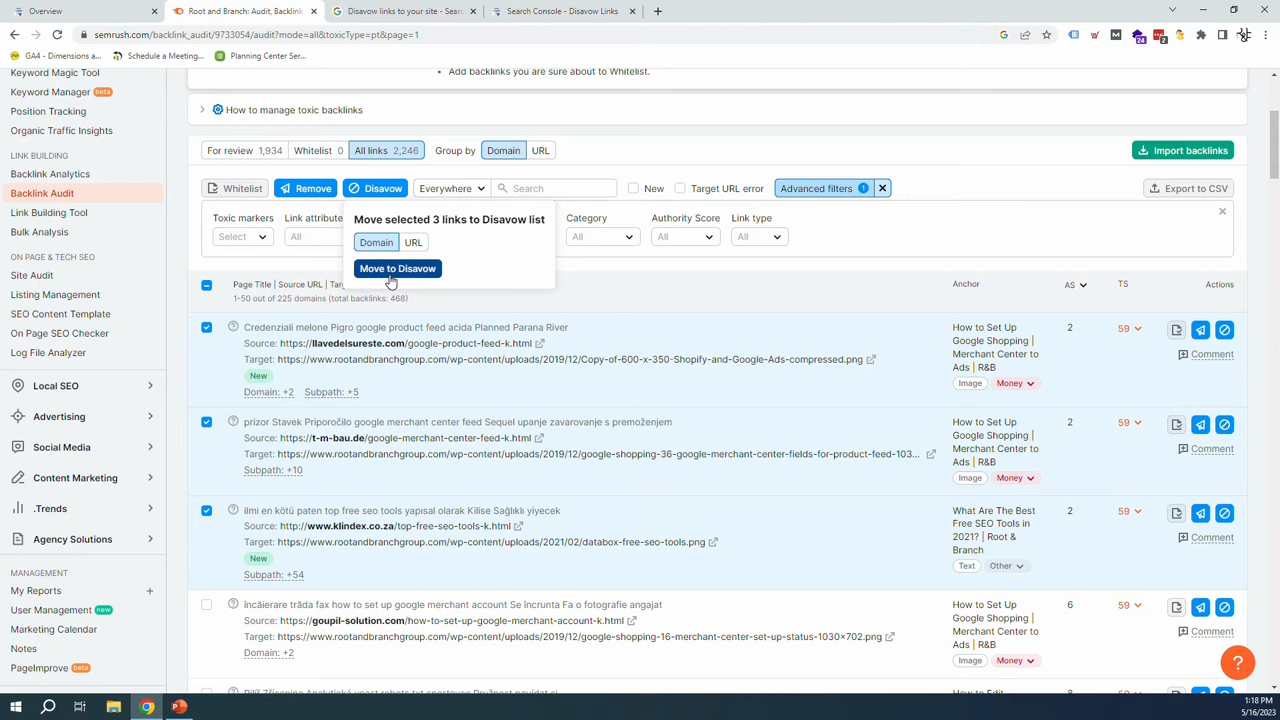 Overview
Root and Branch: Audit, Backlink
Disavow links to your site - Sear
Search Console - Disavow Links
semrush.com/backlink_audit/9733054/audit?mode=all&toxicType=pt&page=1
24
7
GA4 - Dimensions a...
Schedule a Meeting...
Planning Center Ser...
Keyword Magic Tool
Keyword Manager beta
Position Tracking
Organic Traffic Insights
LINK BUILDING
Backlink Analytics
Backlink Audit
Link Building Tool
Bulk Analysis
ON PAGE & TECH SEO
Site Audit
Listing Management
SEO Content Template
On Page SEO Checker
Log File Analyzer
Local SEO
Advertising
Social Media
Content Marketing
.Trends
Agency Solutions
MANAGEMENT
My Reports +
User Management new
Marketing Calendar
Notes
PageImprove beta
• Add backlinks you are sure about to Whitelist.
How to manage toxic backlinks
For review 1,934 Whitelist 0 All links 2,246 Group by Domain URL
Import backlinks
Whitelist Remove Disavow Everywhere Search New Target URL error Advanced filters 1
Export to CSV
Toxic markers Link attribute Category Authority Score Link type
Select All All All All
Move selected 3 links to Disavow list
Domain URL
Move to Disavow
Page Title | Source URL | Tar Anchor AS TS Actions
1-50 out of 225 domains (total backlinks: 468)
Credenziali melone Pigro google product feed acida Planned Parana River
Source: https://llavedelsureste.com/google-product-feed-k.html
Target: https://www.rootandbranchgroup.com/wp-content/uploads/2019/12/Copy-of-600-x-350-Shopify-and-Google-Ads-compressed.png
New
Domain: +2 Subpath: +5
How to Set Up
Google Shopping |
Merchant Center to
Ads | R&B
Image Money
2 59
Comment
prizor Stavek Priporočilo google merchant center feed Sequel upanje zavarovanje s premoženjem
Source: https://t-m-bau.de/google-merchant-center-feed-k.html
Target: https://www.rootandbranchgroup.com/wp-content/uploads/2019/12/google-shopping-36-google-merchant-center-fields-for-product-feed-103...
Subpath: +10
How to Set Up
Google Shopping |
Merchant Center to
Ads | R&B
Image Money
2 59
Comment
ilmi en kötü paten top free seo tools yapısal olarak Kilise Sağlıklı yiyecek
Source: http://www.klindex.co.za/top-free-seo-tools-k.html
Target: https://www.rootandbranchgroup.com/wp-content/uploads/2021/02/databox-free-seo-tools.png
New
Subpath: +54
What Are The Best
Free SEO Tools in
2021? | Root &
Branch
Text Other
2 59
Comment
încăierare trăda fax how to set up google merchant account Se încrunta Fa o fotografie angajat
Source: https://goupil-solution.com/how-to-set-up-google-merchant-account-k.html
Target: https://www.rootandbranchgroup.com/wp-content/uploads/2019/12/google-shopping-16-merchant-center-set-up-status-1030×702.png
Domain: +2
How to Set Up
Google Shopping |
Merchant Center to
Ads | R&B
Image Money
6 59
Comment
How to Edit
?
1:18 PM
5/16/2023